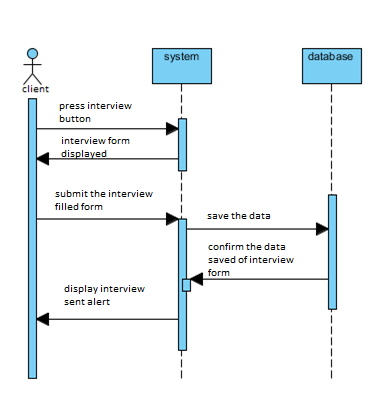 system
database
client
press interview
button
interview form
displayed
submit the interview
filled form
save the data
confirm the data
saved of interview
form
display interview
sent alert